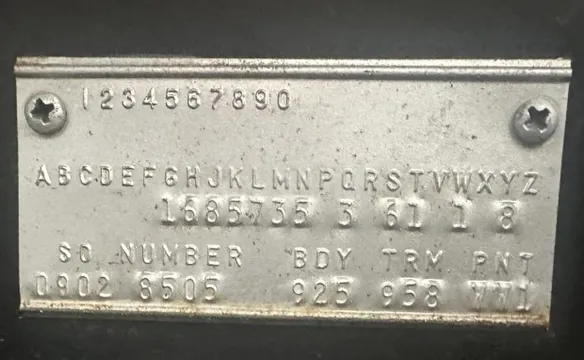 1234567890
ABCDEFGHJKLMNPQRSTVWXYZ
1685735 3 61 1 8
SO NUMBER BDY TRM PNT
0902 8505 925 958 WW1